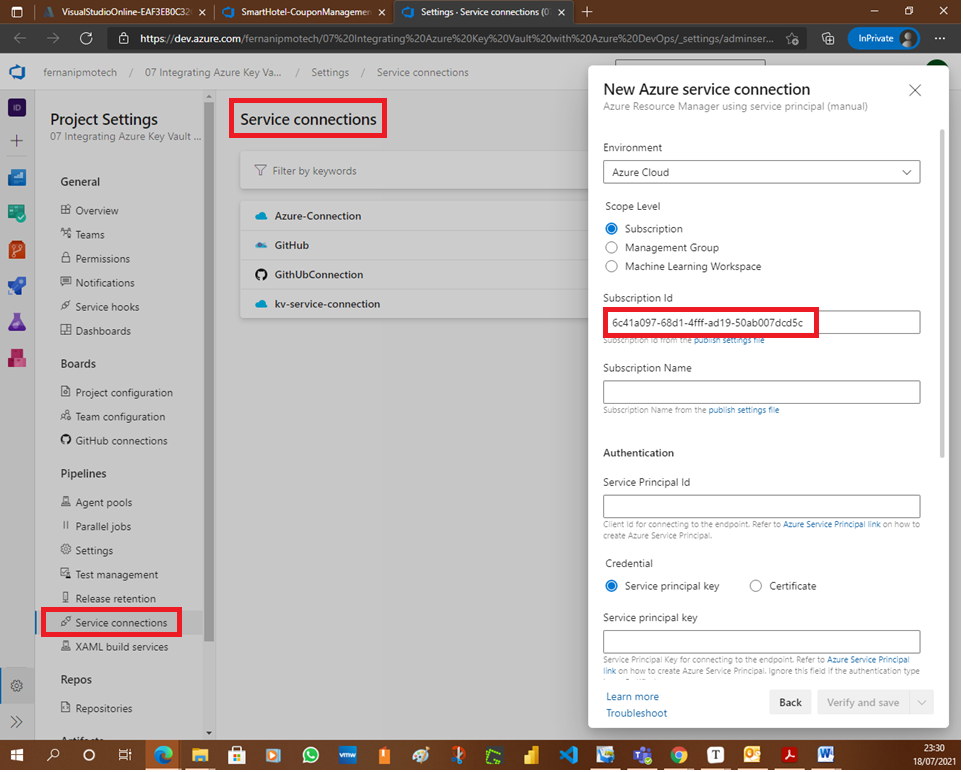 VisualStudioOnline-EAF3EB0C32
SmartHotel-CouponManagemen
Settings · Service connections (07
https://dev.azure.com/fernanipmotech/07%20Integrating%20Azure%20Key%20Vault%20with%20Azure%20DevOps/_settings/adminser...
InPrivate
fernanipmotech / 07 Integrating Azure Key Va... / Settings / Service connections
ID
Project Settings
07 Integrating Azure Key Vault ...
General
Overview
Teams
Permissions
Notifications
Service hooks
Dashboards
Boards
Project configuration
Team configuration
GitHub connections
Pipelines
Agent pools
Parallel jobs
Settings
Test management
Release retention
Service connections
XAML build services
Repos
Repositories
Artifacts
Service connections
Filter by keywords
Azure-Connection
GitHub
GithUbConnection
kv-service-connection
New Azure service connection
Azure Resource Manager using service principal (manual)
Environment
Azure Cloud
Scope Level
Subscription
Management Group
Machine Learning Workspace
Subscription Id
6c41a097-68d1-4fff-ad19-50ab007dcd5c
Subscription Id from the publish settings file
Subscription Name
Subscription Name from the publish settings file
Authentication
Service Principal Id
Client Id for connecting to the endpoint. Refer to Azure Service Principal link on how to
create Azure Service Principal.
Credential
Service principal key
Certificate
Service principal key
Service Principal Key for connecting to the endpoint. Refer to Azure Service Principal
link on how to create Azure Service Principal. Ignore this field if the authentication type
Learn more
Troubleshoot
Back
Verify and save
vmw
T
W
23:30
18/07/2021